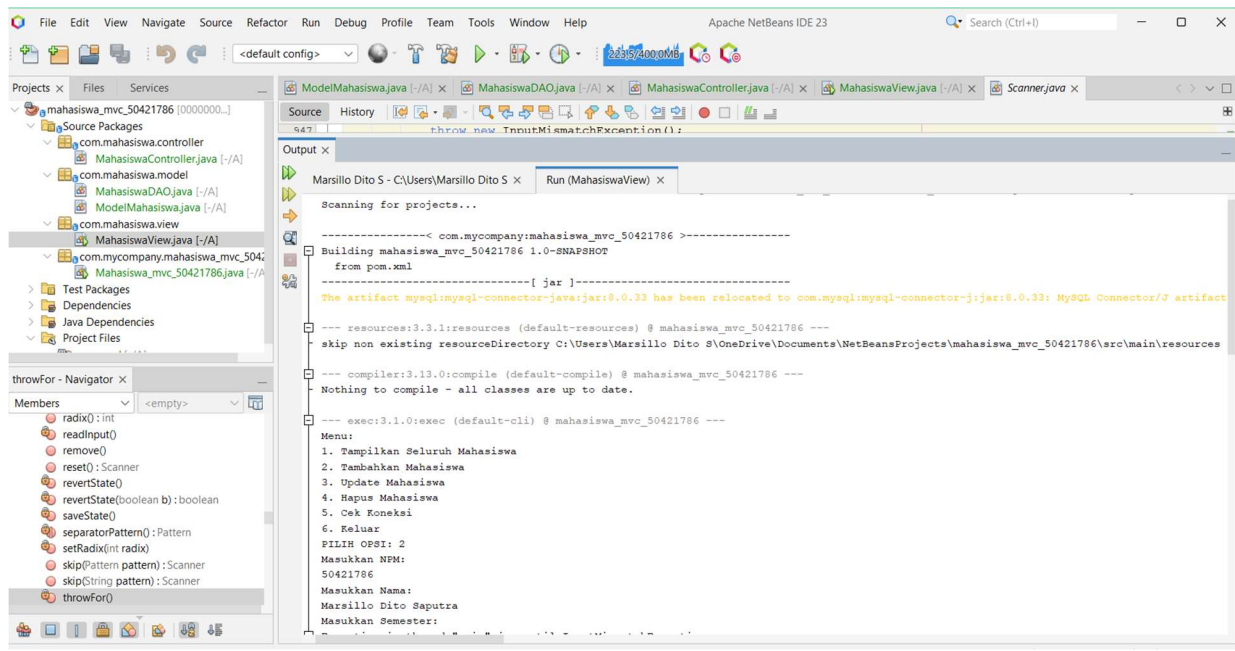 File Edit View Navigate Source Refactor Run Debug Profile Team Tools Window Help Apache NetBeans IDE 23 Search (Ctrl+I)
<default config> 223,5/400,0MB
Projects Files Services
ModelMahasiswa.java [-/A] MahasiswaDAO.java [-/A] MahasiswaController.java [-/A] MahasiswaView.java [-/A] Scanner.java
Source History
947 throw new InputMismatchException();
mahasiswa_mvc_50421786 [0000000...]
Source Packages
com.mahasiswa.controller
MahasiswaController.java [-/A]
com.mahasiswa.model
MahasiswaDAO.java [-/A]
ModelMahasiswa.java [-/A]
com.mahasiswa.view
MahasiswaView.java [-/A]
com.mycompany.mahasiswa_mvc_5042
Mahasiswa_mvc_50421786.java [-/A
Test Packages
Dependencies
Java Dependencies
Project Files
throwFor - Navigator
Members <empty>
radix() : int
readInput()
remove()
reset() : Scanner
revertState()
revertState(boolean b) : boolean
saveState()
separatorPattern() : Pattern
setRadix(int radix)
skip(Pattern pattern) : Scanner
skip(String pattern) : Scanner
throwFor()
Output
Marsillo Dito S - C:\Users\Marsillo Dito S Run (MahasiswaView)
Scanning for projects...
----------------< com.mycompany:mahasiswa_mvc_50421786 >----------------
Building mahasiswa_mvc_50421786 1.0-SNAPSHOT
from pom.xml
--------------------------------[ jar ]---------------------------------
The artifact mysql:mysql-connector-java:jar:8.0.33 has been relocated to com.mysql:mysql-connector-j:jar:8.0.33: MySQL Connector/J artifact
--- resources:3.3.1:resources (default-resources) @ mahasiswa_mvc_50421786 ---
skip non existing resourceDirectory C:\Users\Marsillo Dito S\OneDrive\Documents\NetBeansProjects\mahasiswa_mvc_50421786\src\main\resources
--- compiler:3.13.0:compile (default-compile) @ mahasiswa_mvc_50421786 ---
Nothing to compile - all classes are up to date.
--- exec:3.1.0:exec (default-cli) @ mahasiswa_mvc_50421786 ---
Menu:
1. Tampilkan Seluruh Mahasiswa
2. Tambahkan Mahasiswa
3. Update Mahasiswa
4. Hapus Mahasiswa
5. Cek Koneksi
6. Keluar
PILIH OPSI: 2
Masukkan NPM:
50421786
Masukkan Nama:
Marsillo Dito Saputra
Masukkan Semester: